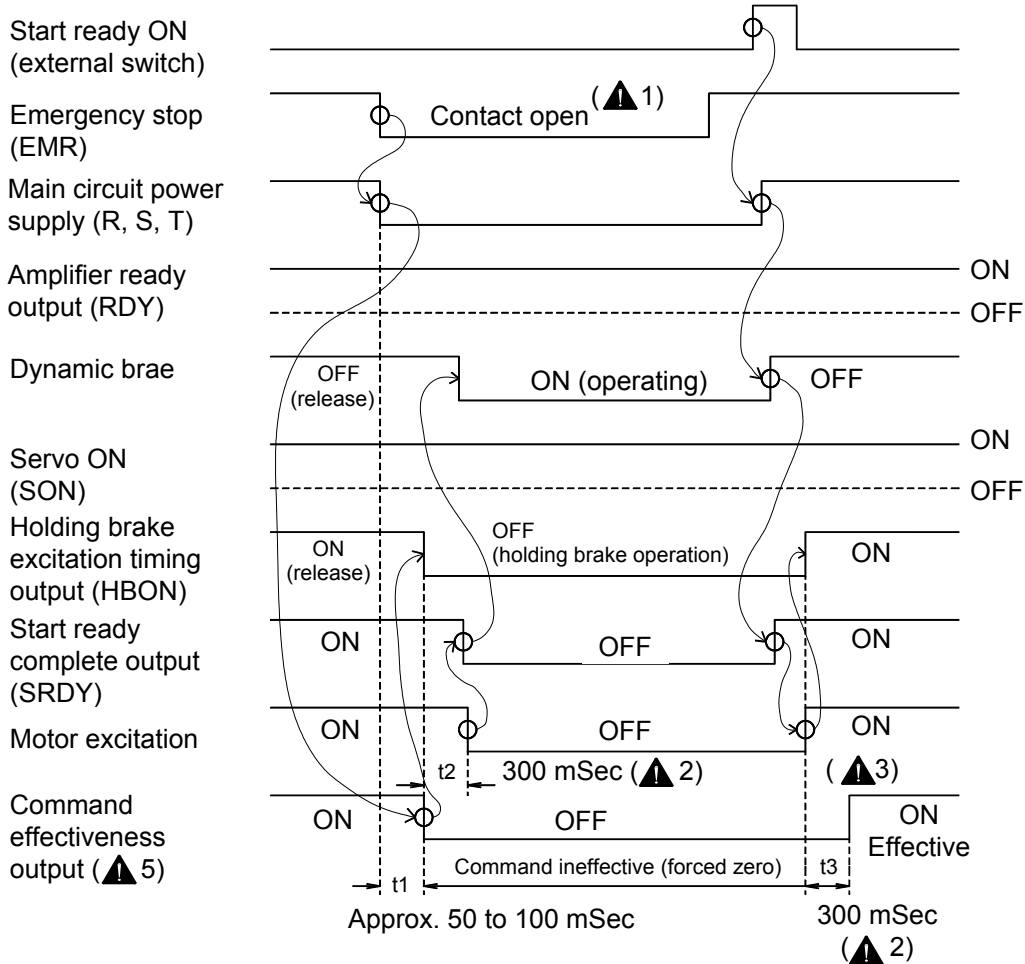 Start ready ON
(external switch)
Emergency stop
(EMR)
Contact open
(⚠ 1)
Main circuit power
supply (R, S, T)
Amplifier ready
output (RDY)
ON
OFF
Dynamic brae
OFF
(release)
ON (operating)
OFF
Servo ON
(SON)
ON
OFF
Holding brake
excitation timing
output (HBON)
ON
(release)
OFF
(holding brake operation)
ON
Start ready
complete output
(SRDY)
ON
OFF
ON
Motor excitation
ON
OFF
ON
t2
300 mSec (⚠ 2)
(⚠3)
Command
effectiveness
output (⚠ 5)
ON
OFF
ON
Effective
t1
Command ineffective (forced zero)
t3
Approx. 50 to 100 mSec
300 mSec
(⚠ 2)